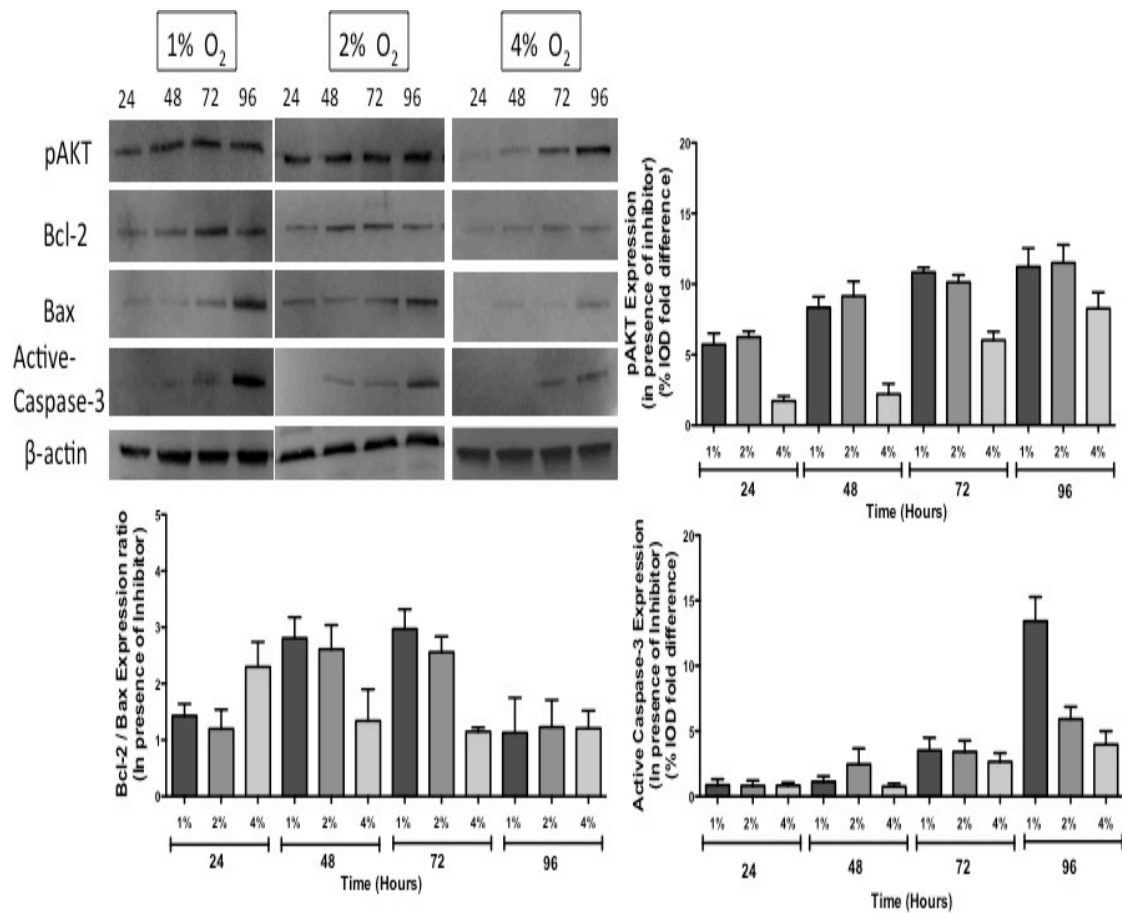 1% O2
2% O2
4% O2
24 48 72 96
24 48 72 96
24 48 72 96
pAKT
Bcl-2
Bax
Active-
Caspase-3
β-actin
pAKT Expression
(in presence of inhibitor)
(% IOD fold difference)
20
15
10
5
0
1% 2% 4% 1% 2% 4% 1% 2% 4% 1% 2% 4%
24 48 72 96
Time (Hours)
Bcl-2 / Bax Expression ratio
(In presence of Inhibitor)
5
4
3
2
1
0
1% 2% 4% 1% 2% 4% 1% 2% 4% 1% 2% 4%
24 48 72 96
Time (Hours)
Active Caspase-3 Expression
(In presence of Inhibitor)
(% IOD fold difference)
20
15
10
5
0
1% 2% 4% 1% 2% 4% 1% 2% 4% 1% 2% 4%
24 48 72 96
Time (Hours)